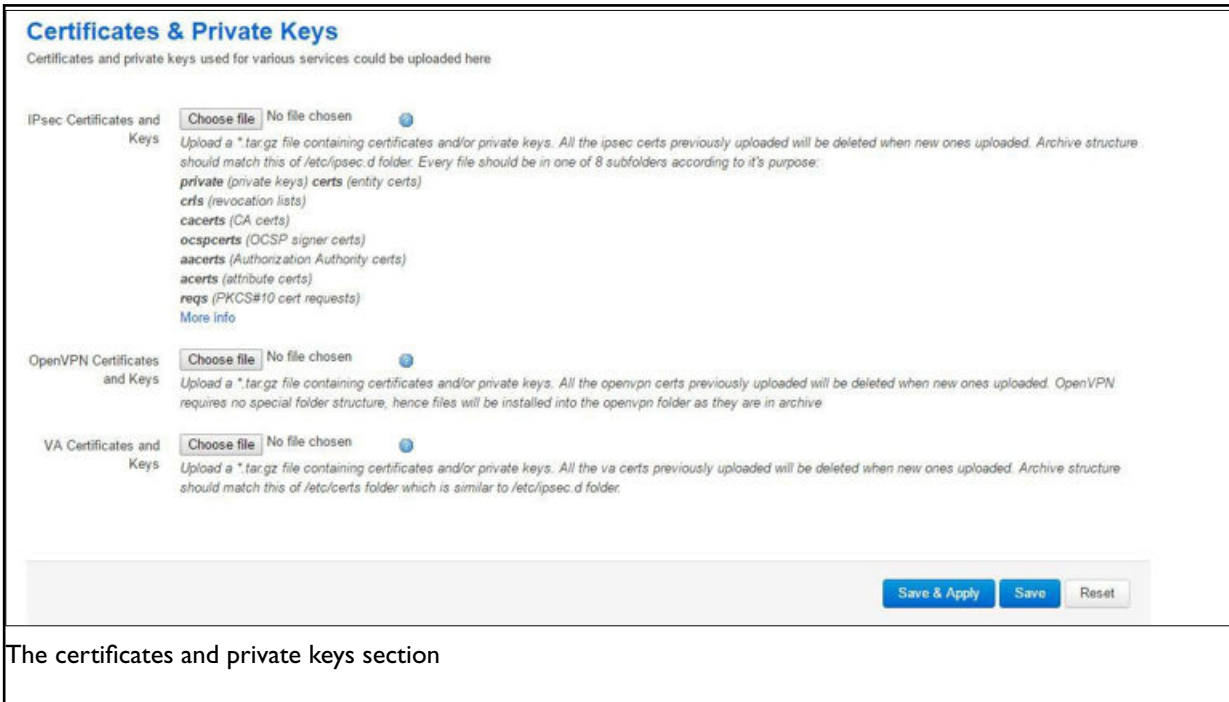 Certificates & Private Keys
Certificates and private keys used for various services could be uploaded here
IPsec Certificates and Keys
Choose file No file chosen
Upload a *.tar.gz file containing certificates and/or private keys. All the ipsec certs previously uploaded will be deleted when new ones uploaded. Archive structure
should match this of /etc/ipsec.d folder. Every file should be in one of 8 subfolders according to it's purpose:
private (private keys) certs (entity certs)
crls (revocation lists)
cacerts (CA certs)
ocspcerts (OCSP signer certs)
aacerts (Authorization Authority certs)
acerts (attribute certs)
reqs (PKCS#10 cert requests)
More info
OpenVPN Certificates and Keys
Choose file No file chosen
Upload a *.tar.gz file containing certificates and/or private keys. All the openvpn certs previously uploaded will be deleted when new ones uploaded. OpenVPN
requires no special folder structure, hence files will be installed into the openvpn folder as they are in archive
VA Certificates and Keys
Choose file No file chosen
Upload a *.tar.gz file containing certificates and/or private keys. All the va certs previously uploaded will be deleted when new ones uploaded. Archive structure
should match this of /etc/certs folder which is similar to /etc/ipsec.d folder.
Save & Apply Save Reset
The certificates and private keys section